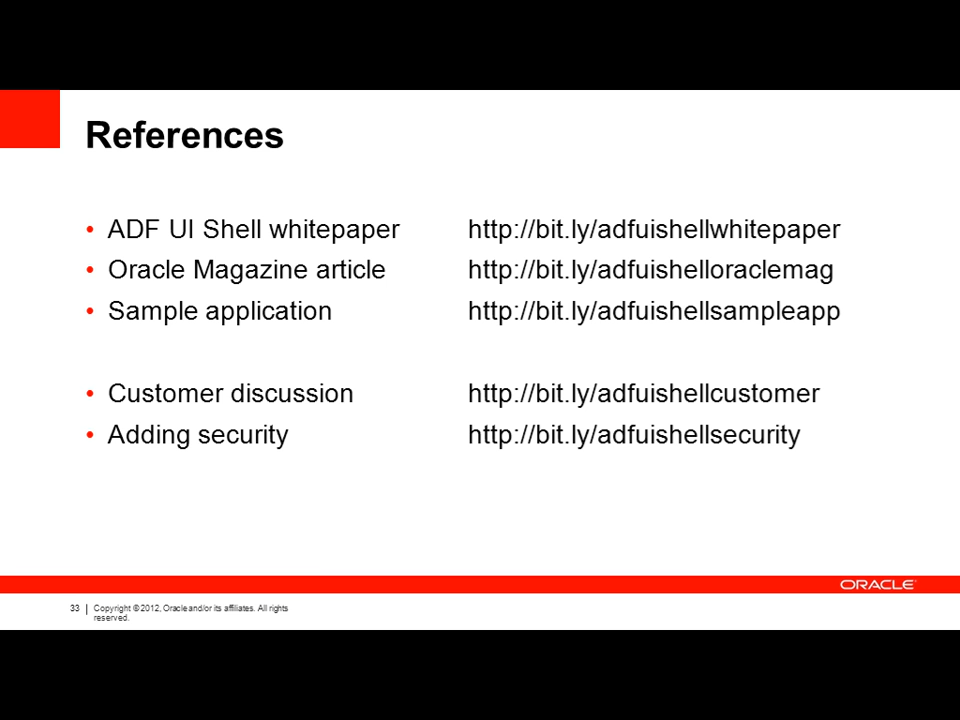 References
• ADF UI Shell whitepaper http://bit.ly/adfuishellwhitepaper
• Oracle Magazine article http://bit.ly/adfuishelloraclemag
• Sample application http://bit.ly/adfuishellsampleapp
• Customer discussion http://bit.ly/adfuishellcustomer
• Adding security http://bit.ly/adfuishellsecurity
ORACLE
33 | Copyright © 2012, Oracle and/or its affiliates. All rights
reserved.